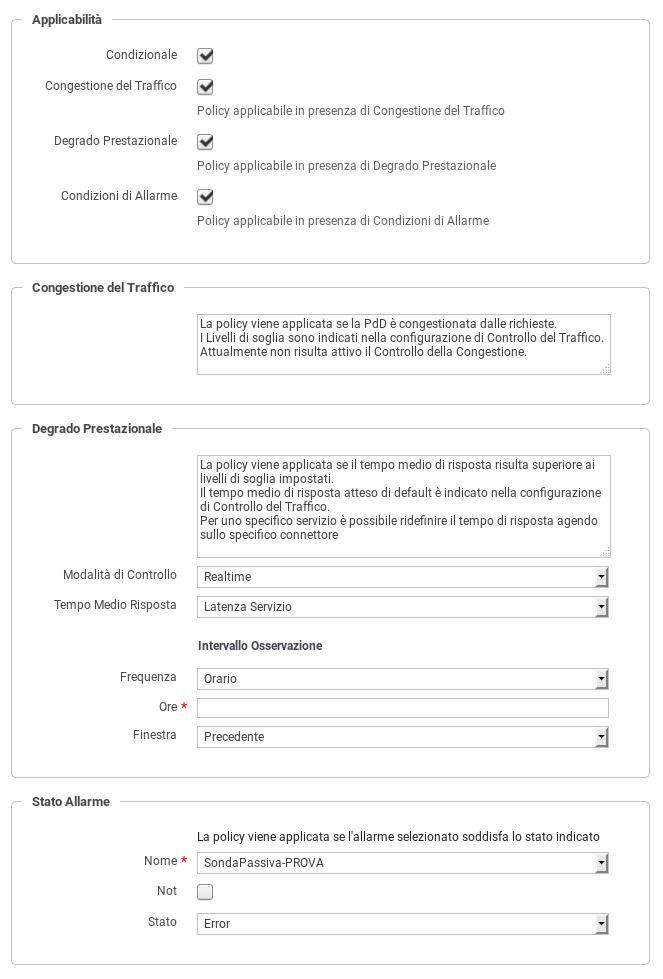 Applicabilità
Condizionale
Congestione del Traffico
Policy applicabile in presenza di Congestione del Traffico
Degrado Prestazionale
Policy applicabile in presenza di Degrado Prestazionale
Condizioni di Allarme
Policy applicabile in presenza di Condizioni di Allarme
Congestione del Traffico
La policy viene applicata se la PdD è congestionata dalle richieste.
I Livelli di soglia sono indicati nella configurazione di Controllo del Traffico.
Attualmente non risulta attivo il Controllo della Congestione.
Degrado Prestazionale
La policy viene applicata se il tempo medio di risposta risulta superiore ai
livelli di soglia impostati.
Il tempo medio di risposta atteso di default è indicato nella configurazione
di Controllo del Traffico.
Per uno specifico servizio è possibile ridefinire il tempo di risposta agendo
sullo specifico connettore
Modalità di Controllo Realtime
Tempo Medio Risposta Latenza Servizio
Intervallo Osservazione
Frequenza Orario
Ore *
Finestra Precedente
Stato Allarme
La policy viene applicata se l'allarme selezionato soddisfa lo stato indicato
Nome * SondaPassiva-PROVA
Not
Stato Error